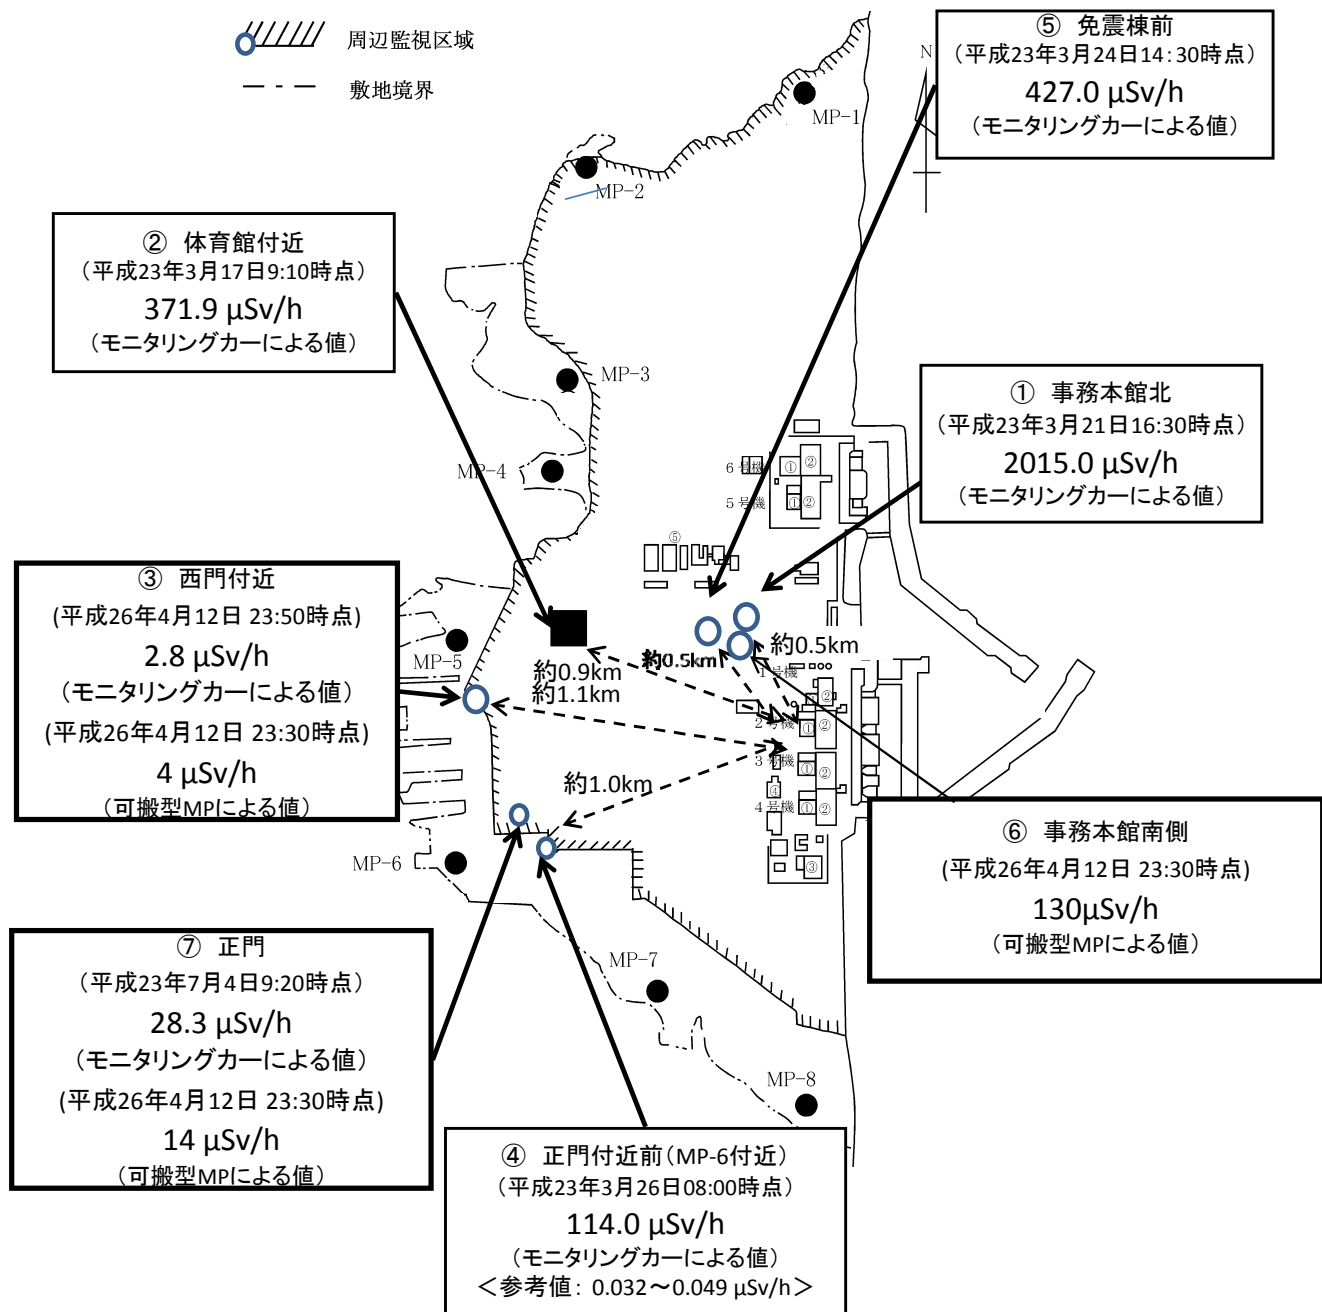 周辺監視区域
敷地境界
⑤ 免震棟前
(平成23年3月24日14:30時点)
427.0 μSv/h
(モニタリングカーによる値)
N
MP-1
MP-2
② 体育館付近
(平成23年3月17日9:10時点)
371.9 μSv/h
(モニタリングカーによる値)
MP-3
① 事務本館北
(平成23年3月21日16:30時点)
2015.0 μSv/h
(モニタリングカーによる値)
MP-4
6号機
① ②
5号機
① ②
⑤
③ 西門付近
(平成26年4月12日 23:50時点)
2.8 μSv/h
(モニタリングカーによる値)
(平成26年4月12日 23:30時点)
4 μSv/h
(可搬型MPによる値)
MP-5
約0.9km
約1.1km
約0.5km
約0.5km
1号機
②
2号機
① ②
3号機
① ②
④
4号機
① ②
③
約1.0km
MP-6
⑥ 事務本館南側
(平成26年4月12日 23:30時点)
130μSv/h
(可搬型MPによる値)
⑦ 正門
(平成23年7月4日9:20時点)
28.3 μSv/h
(モニタリングカーによる値)
(平成26年4月12日 23:30時点)
14 μSv/h
(可搬型MPによる値)
MP-7
MP-8
④ 正門付近前(MP-6付近)
(平成23年3月26日08:00時点)
114.0 μSv/h
(モニタリングカーによる値)
<参考値: 0.032～0.049 μSv/h>